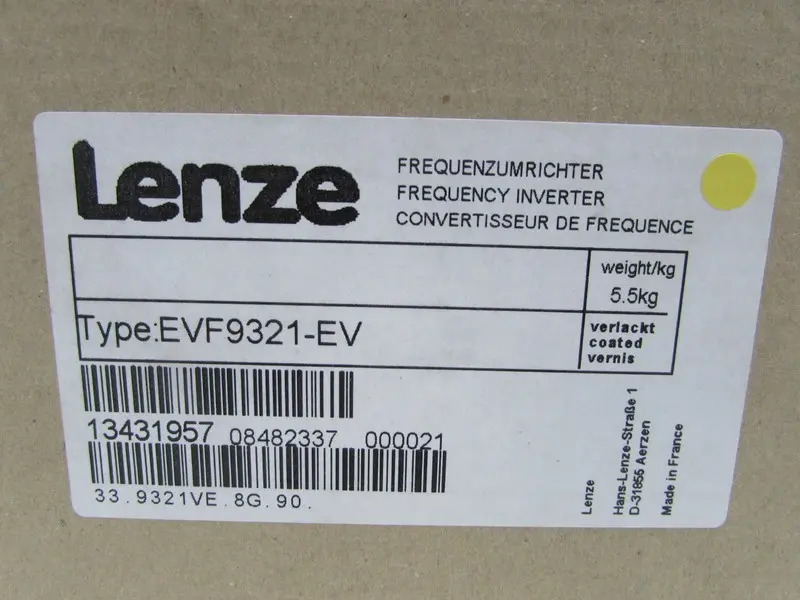 Lenze
FREQUENZUMRICHTER
FREQUENCY INVERTER
CONVERTISSEUR DE FREQUENCE
weight/kg
5.5kg
Type:EVF9321-EV
verlackt
coated
vernis
13431957 08482337 000021
33.9321VE.8G.90.
Lenze
Hans-Lenze-Straße 1
D-31855 Aerzen
Made in France